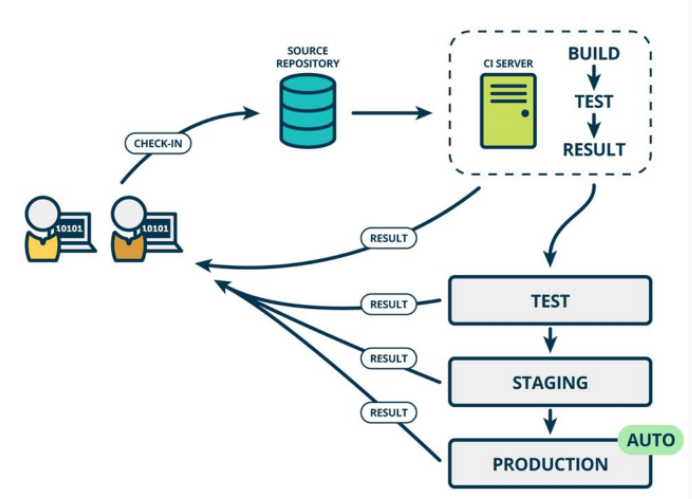 SOURCE
REPOSITORY
CI SERVER
BUILD
TEST
RESULT
CHECK-IN
10101
10101
RESULT
RESULT
TEST
RESULT
STAGING
RESULT
AUTO
PRODUCTION